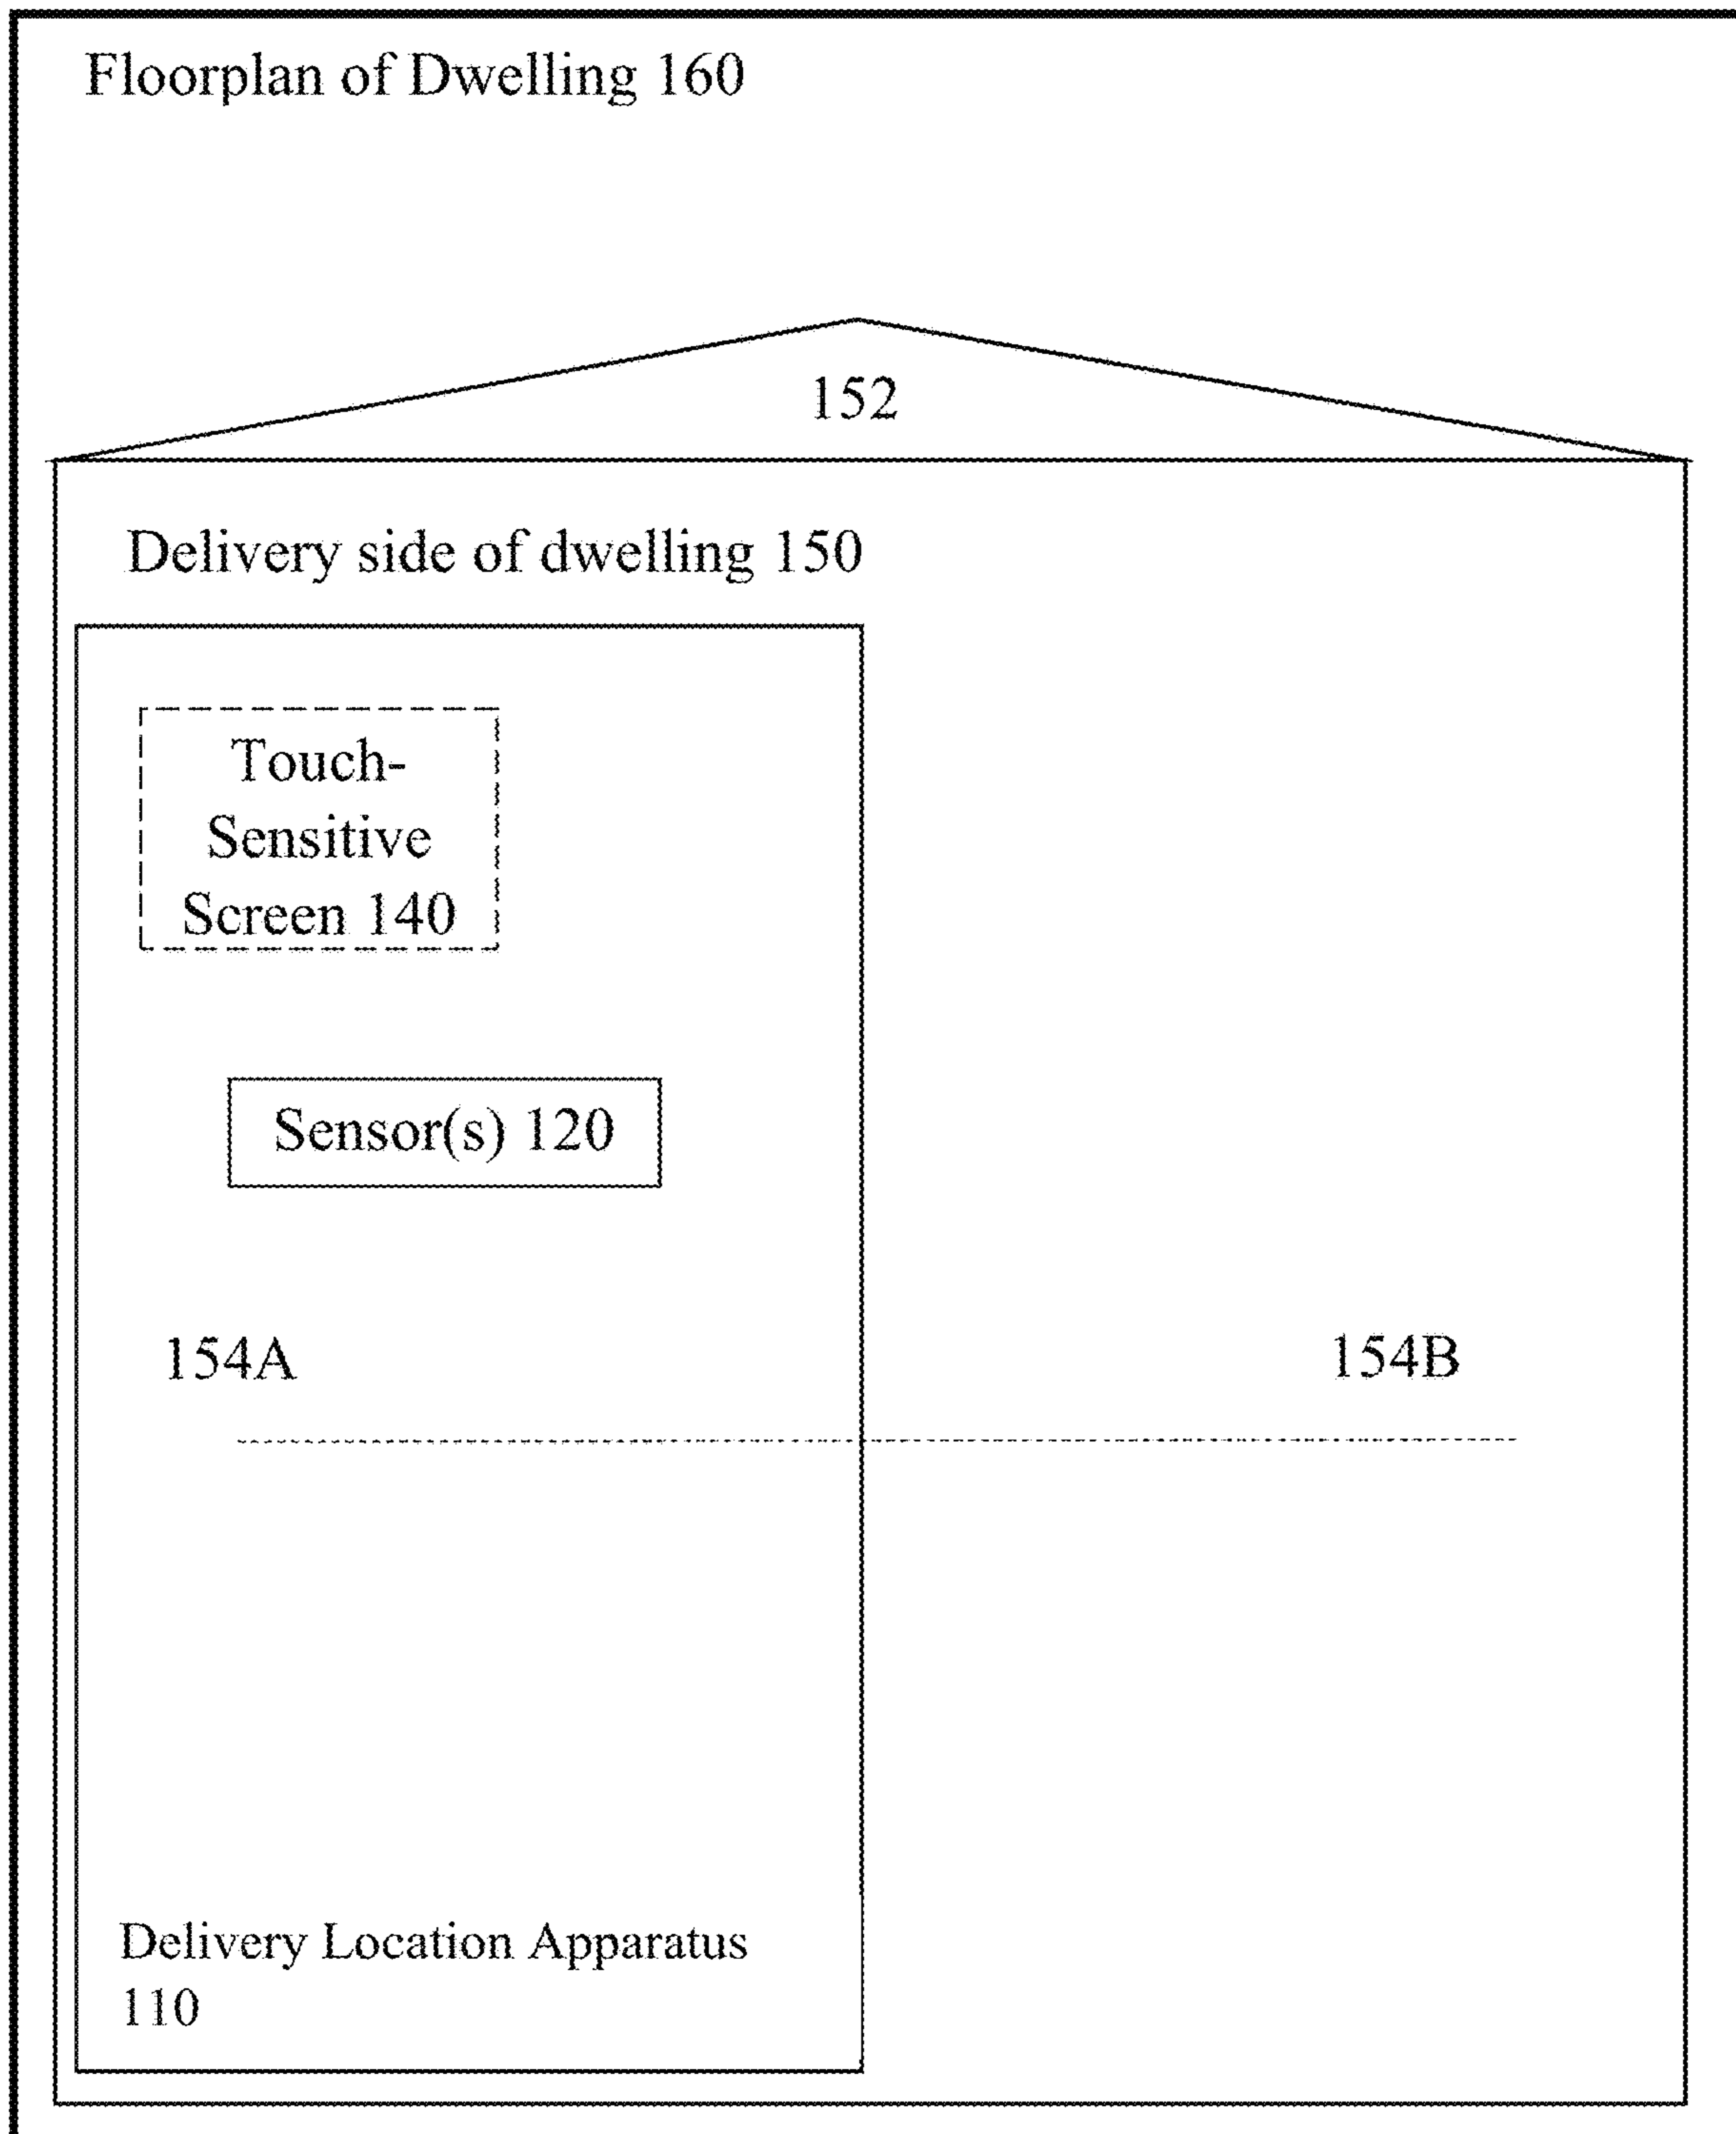 Floorplan of Dwelling 160
152
Delivery side of dwelling 150
Touch-
Sensitive
Screen 140
Sensor(s) 120
154A
154B
Delivery Location Apparatus
110